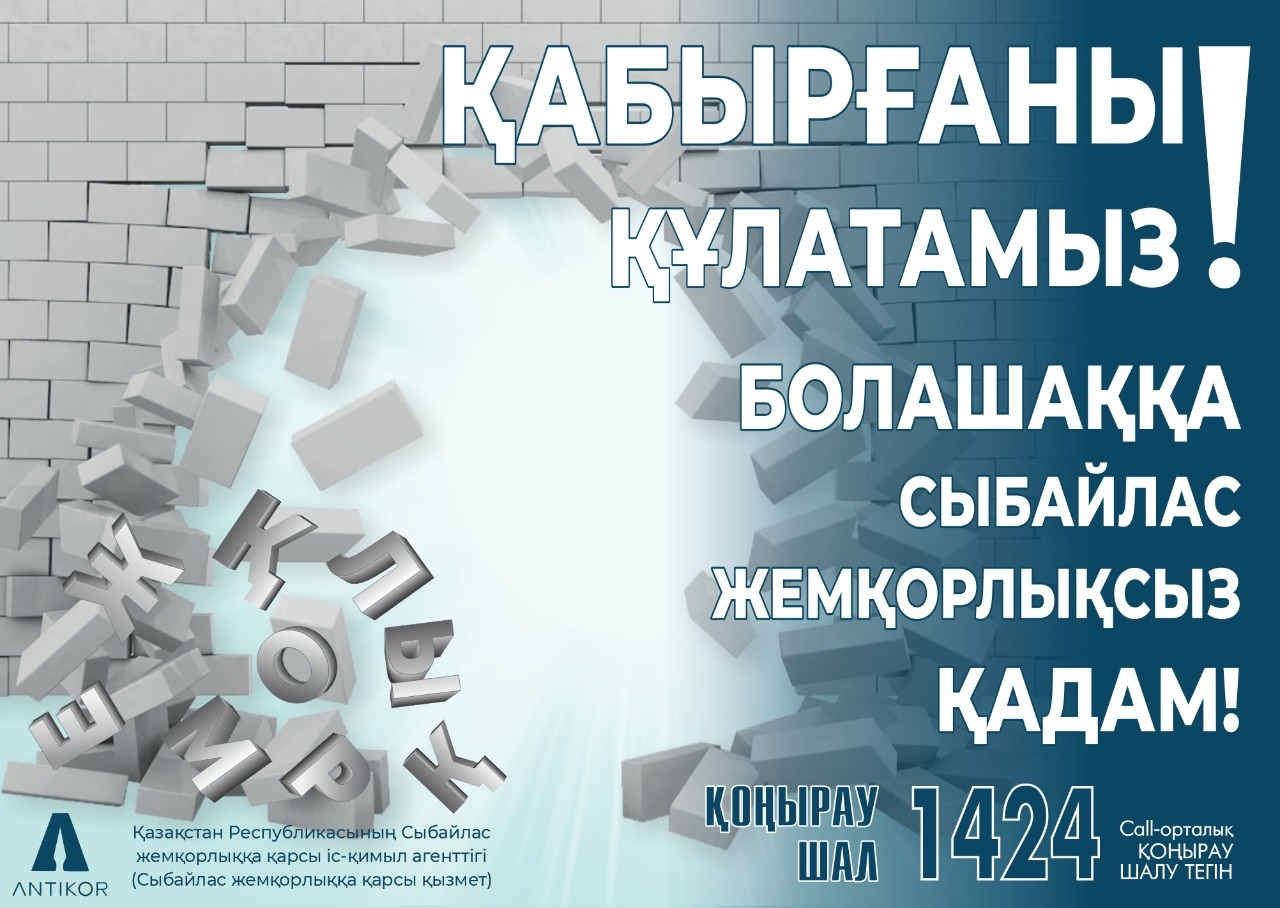 ҚАБЫРҒАНЫ!
ҚҰЛАТАМЫЗ
БОЛАШАҚҚА
СЫБАЙЛАС
ЖЕМҚОРЛЫҚСЫЗ
ҚАДАМ!
Ж Қ Л
О Ы
Е М Р Қ
ҚОҢЫРАУ
ШАЛ
1424
Call-орталық
ҚОҢЫРАУ
ШАЛУ ТЕГІН
ANTIKOR
Қазақстан Республикасының Сыбайлас
жемқорлыққа қарсы іс-қимыл агенттігі
(Сыбайлас жемқорлыққа қарсы қызмет)